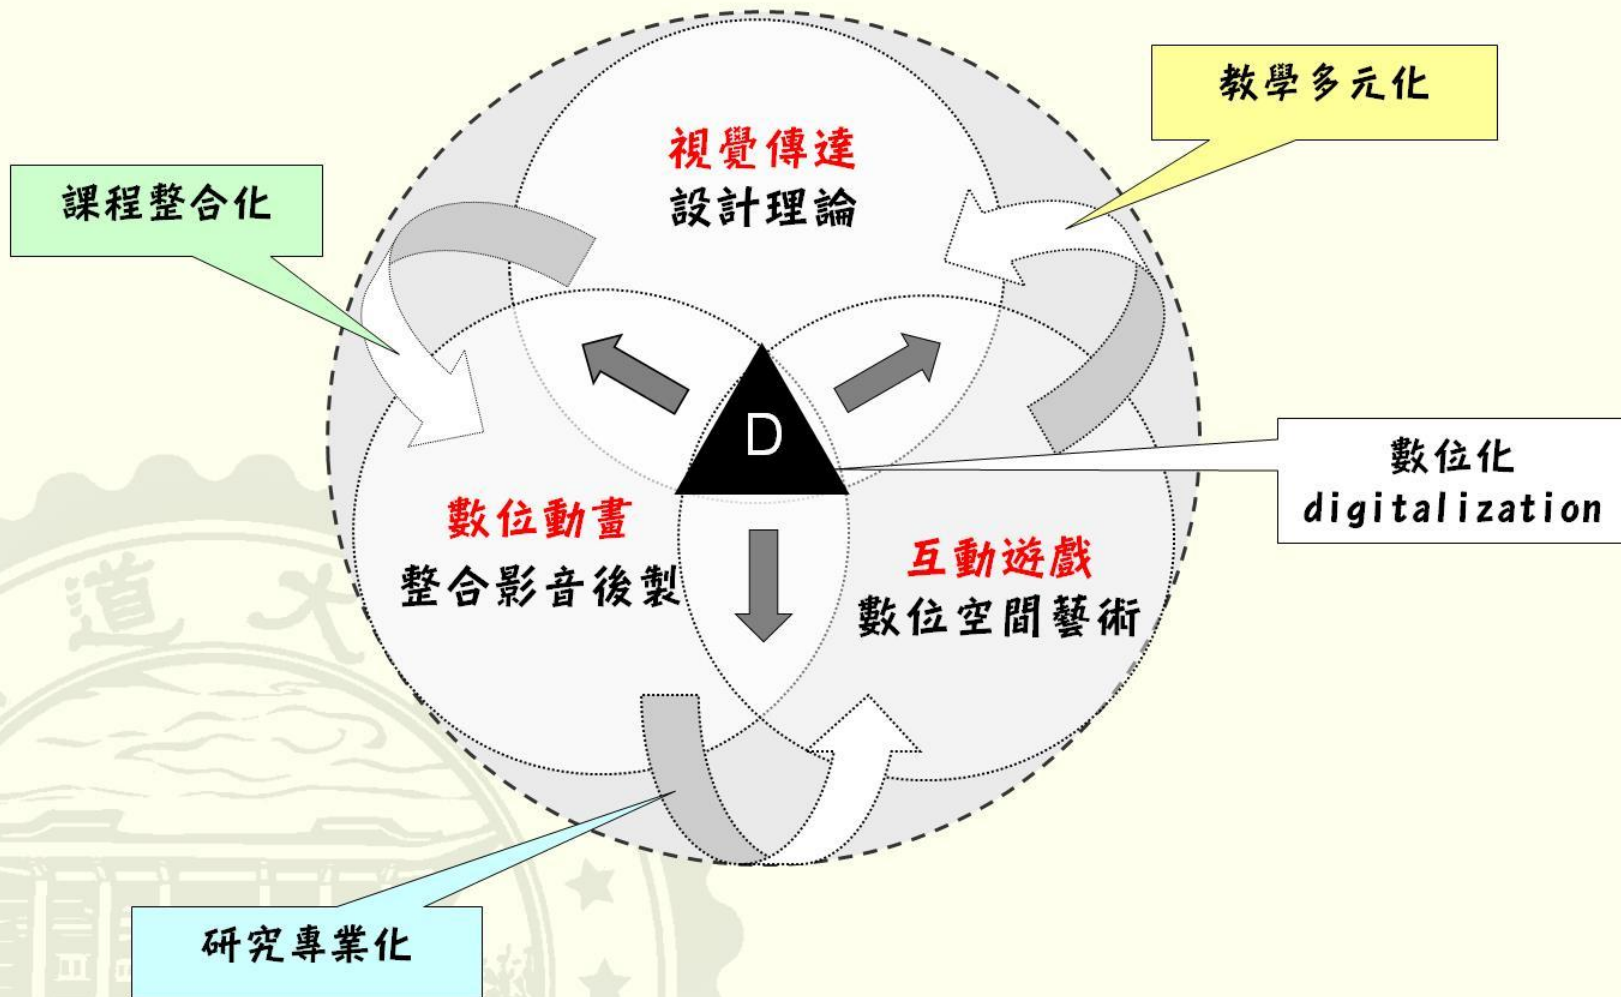 教學多元化
視覺傳達
設計理論
課程整合化
D
數位化
digitalization
數位動畫
整合影音後製
互動遊戲
數位空間藝術
研究專業化
道大